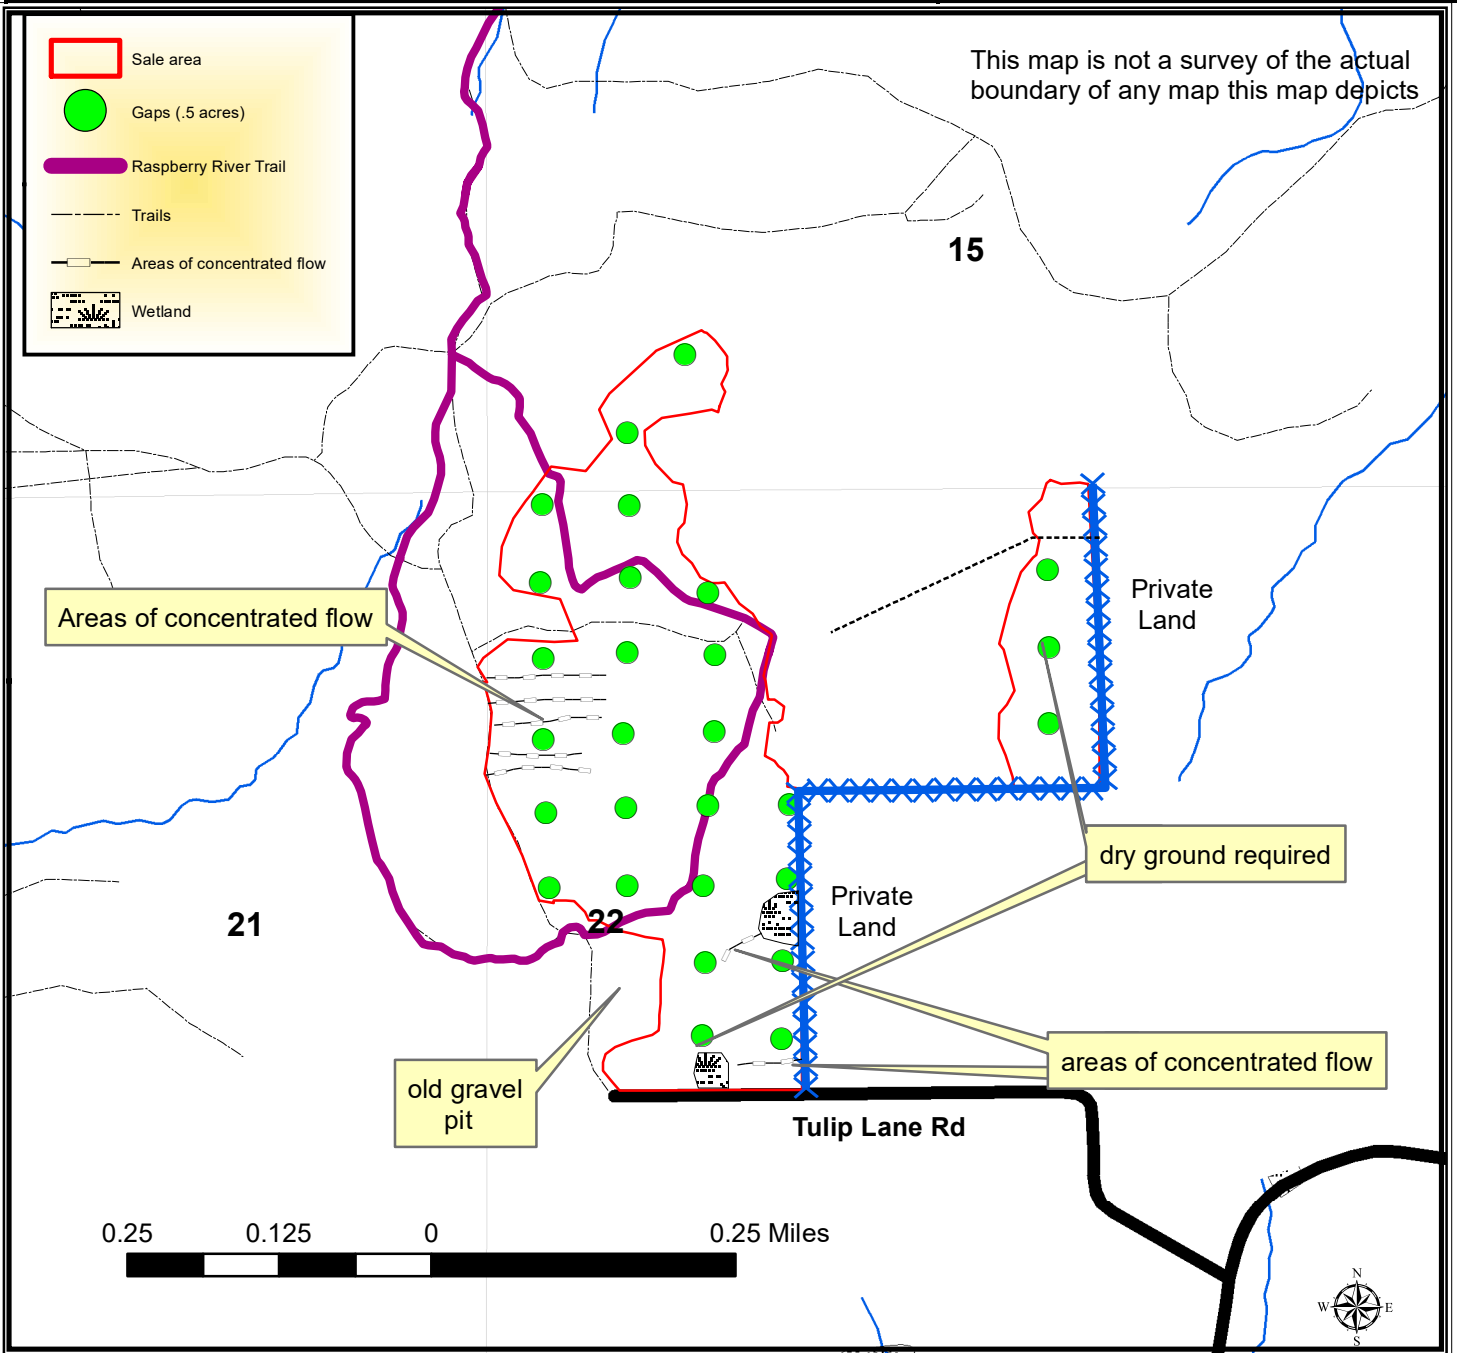 Sale area
Gaps (.5 acres)
Raspberry River Trail
Trails
Areas of concentrated flow
Wetland
This map is not a survey of the actual
boundary of any map this map depicts
15
Areas of concentrated flow
Private
Land
dry ground required
Private
Land
21
22
areas of concentrated flow
old gravel
pit
Tulip Lane Rd
0.25 0.125 0 0.25 Miles
N
W E
S